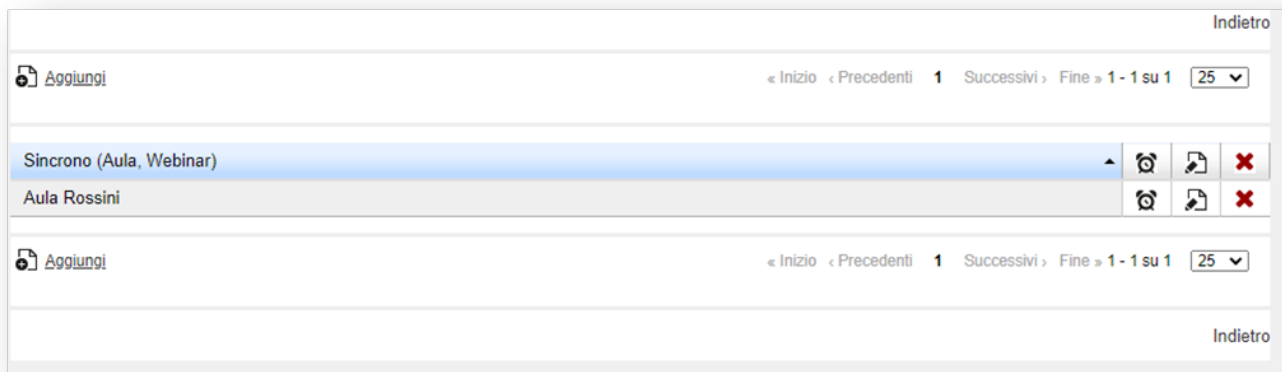 Indietro
Aggiungi « Inizio ‹ Precedenti 1 Successivi › Fine » 1 - 1 su 1 25
Sincrono (Aula, Webinar)
Aula Rossini
Aggiungi « Inizio ‹ Precedenti 1 Successivi › Fine » 1 - 1 su 1 25
Indietro